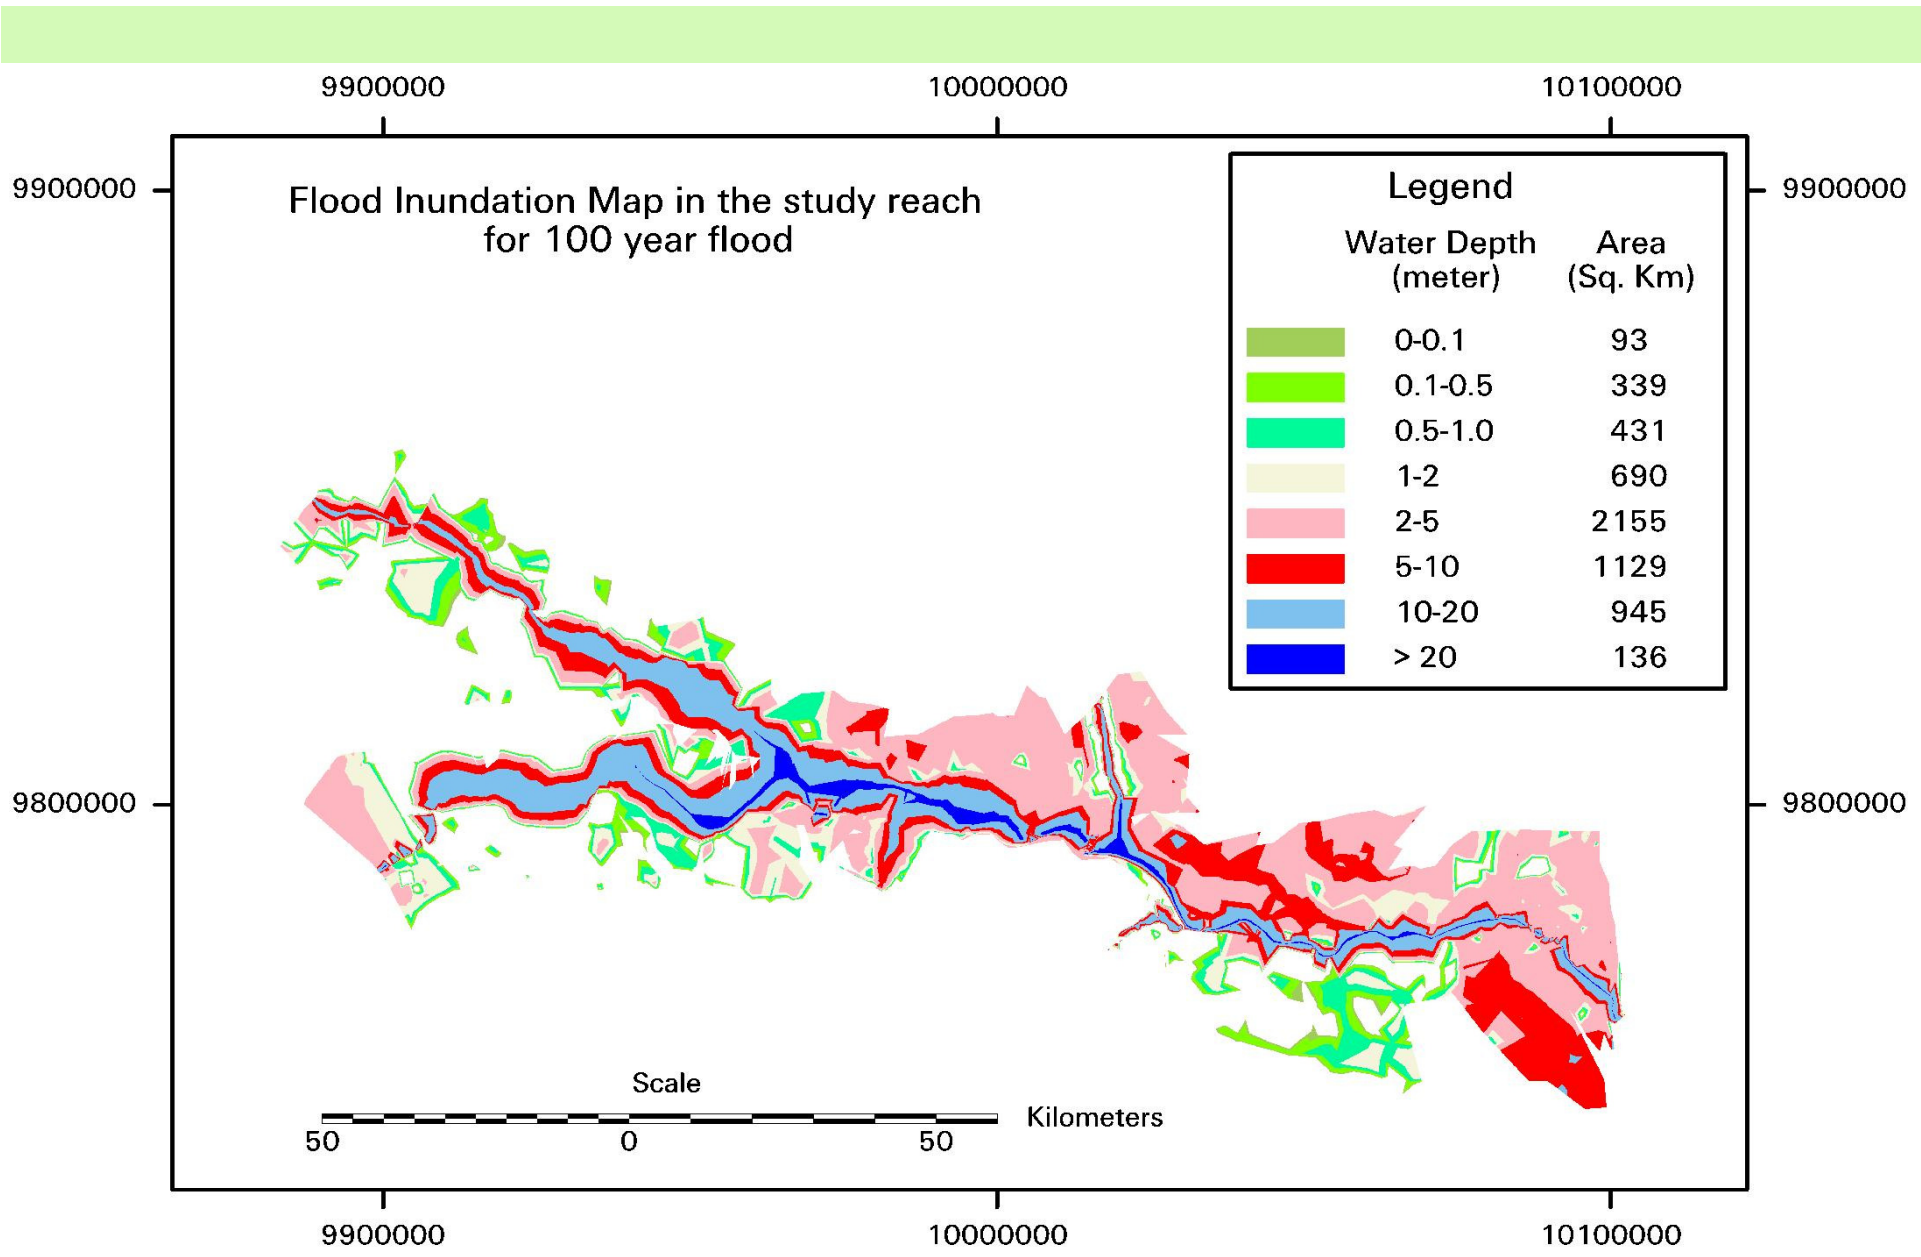 9900000 10000000 10100000
9900000 9900000
Flood Inundation Map in the study reach
for 100 year flood
Legend
Water Depth Area
(meter) (Sq. Km)
0-0.1 93
0.1-0.5 339
0.5-1.0 431
1-2 690
2-5 2155
5-10 1129
10-20 945
> 20 136
9800000 9800000
Scale
Kilometers
50 0 50
9900000 10000000 10100000